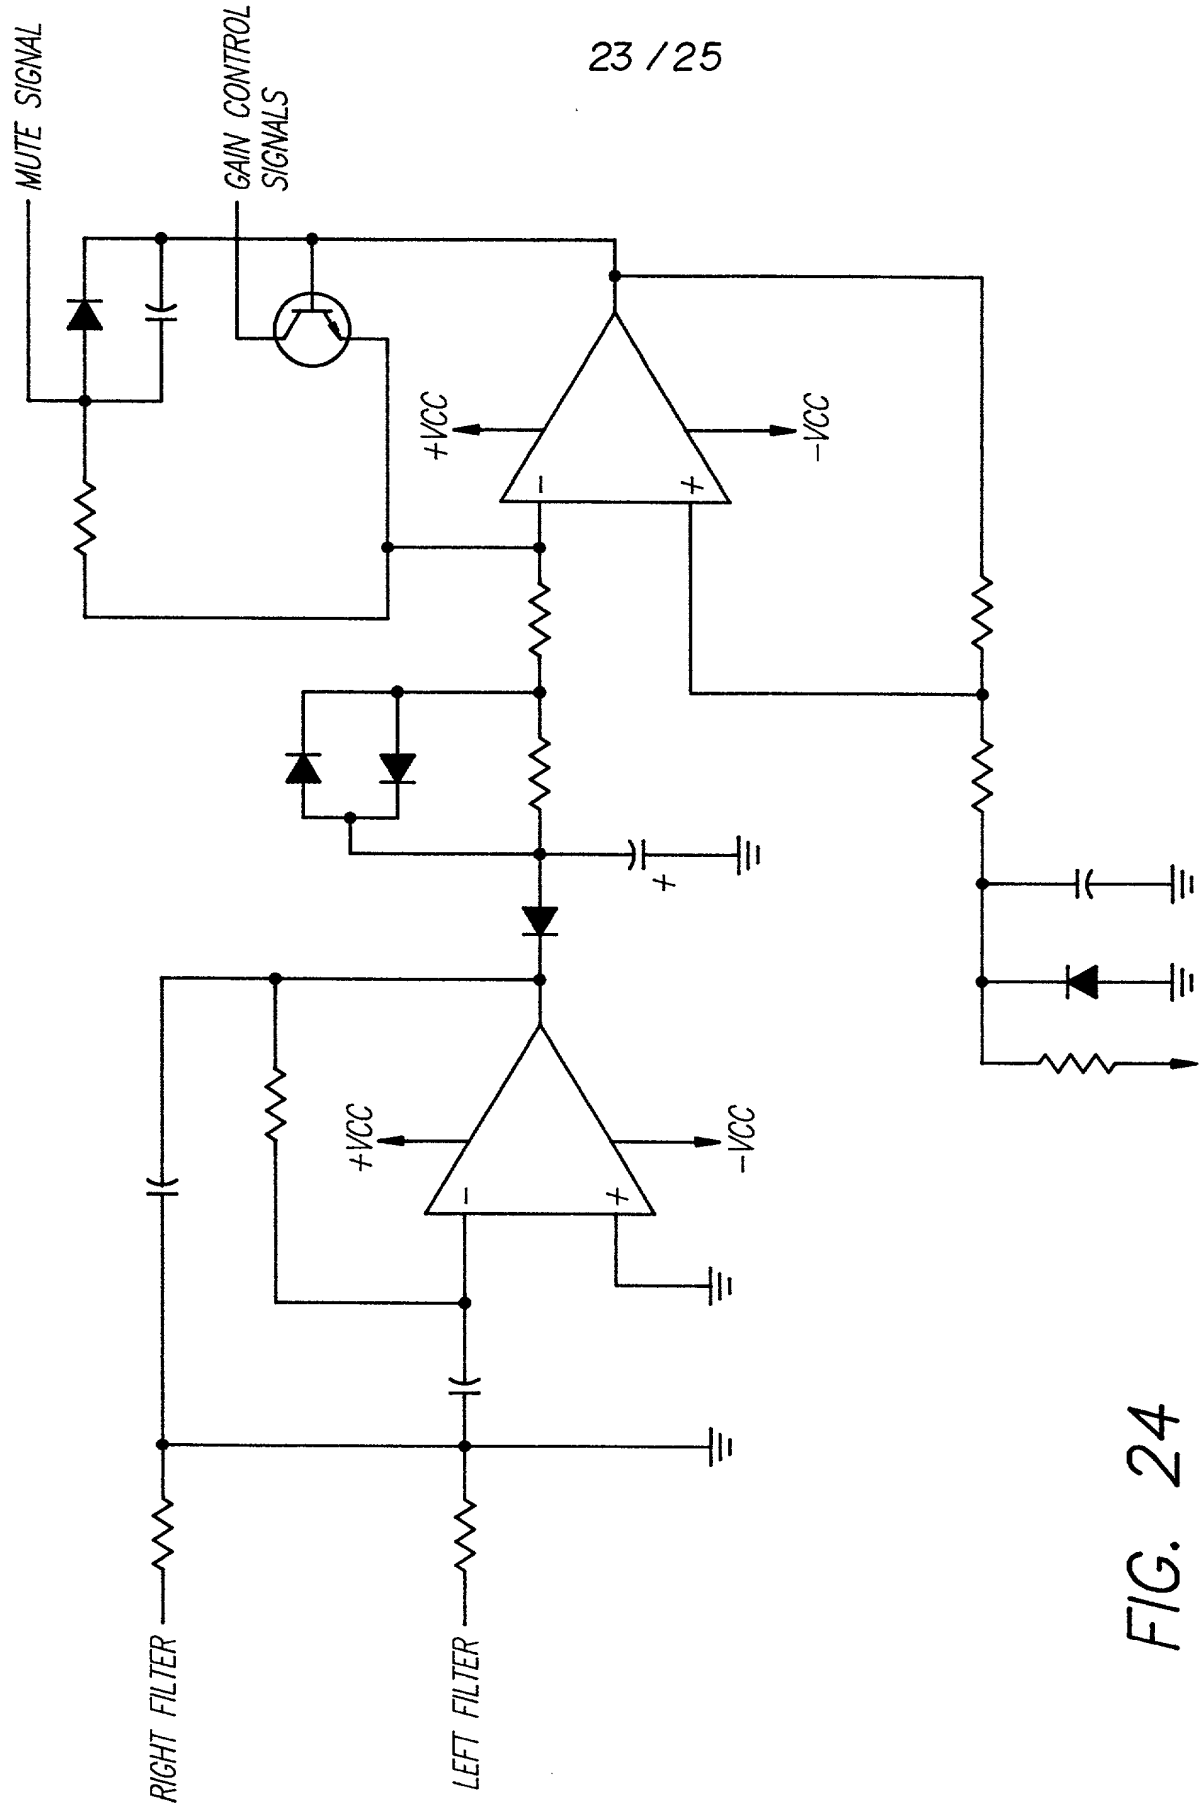 23 / 25
MUTE SIGNAL
GAIN CONTROL
SIGNALS
+VCC
−VCC
−
+
+
+VCC
−VCC
−
+
RIGHT FILTER
LEFT FILTER
FIG. 24